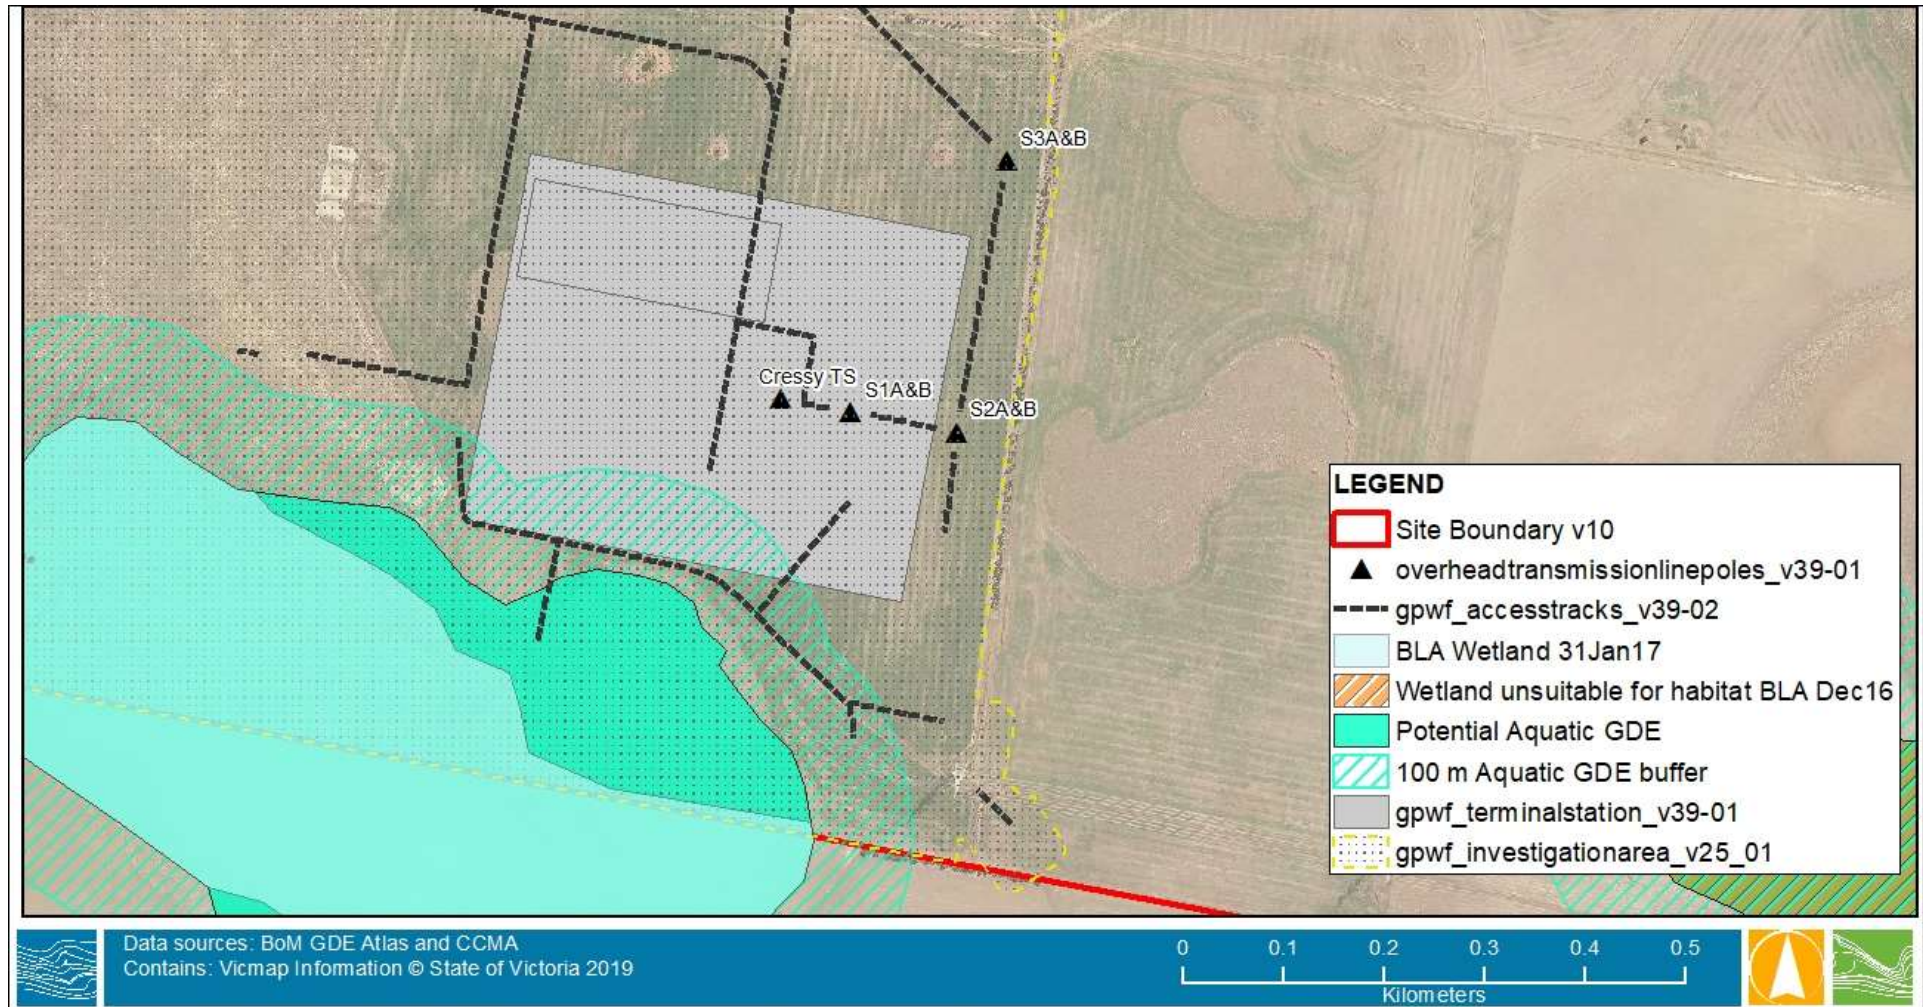 S3A&B
Cressy TS
S1A&B
S2A&B
LEGEND
Site Boundary v10
overheadtransmissionlinepoles_v39-01
gpwf_accesstracks_v39-02
BLA Wetland 31Jan17
Wetland unsuitable for habitat BLA Dec16
Potential Aquatic GDE
100 m Aquatic GDE buffer
gpwf_terminalstation_v39-01
gpwf_investigationarea_v25_01
Data sources: BoM GDE Atlas and CCMA
Contains: Vicmap Information © State of Victoria 2019
0 0.1 0.2 0.3 0.4 0.5
Kilometers